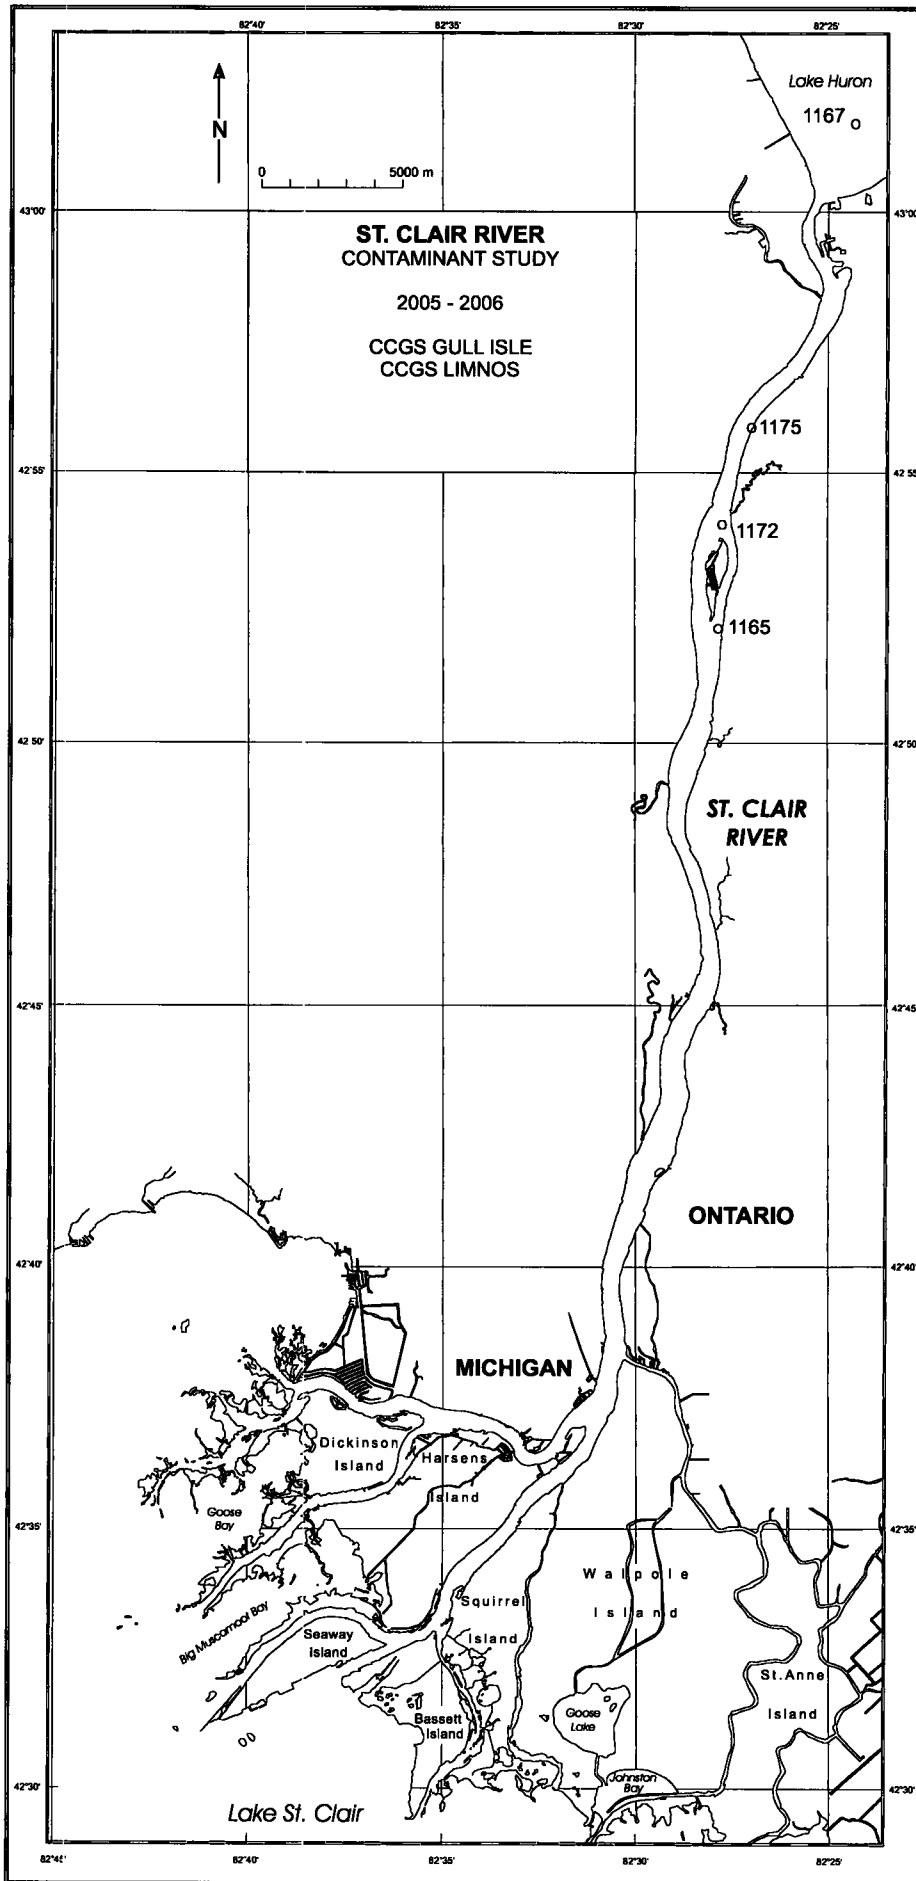 82°40'
82°35'
82°30'
82°25'
Lake Huron
1167
N
0
5000 m
43°00'
43°00'
ST. CLAIR RIVER
CONTAMINANT STUDY
2005 - 2006
CCGS GULL ISLE
CCGS LIMNOS
1175
42°55'
42°55'
1172
1165
42°50'
42°50'
ST. CLAIR
RIVER
42°45'
42°45'
ONTARIO
42°40'
42°40'
MICHIGAN
Dickinson
Island
Harsens
Island
Goose
Bay
42°35'
42°35'
Walpole
Island
Squirrel
Island
Big Muscamoot Bay
Seaway
Island
St. Anne
Island
Bassett
Island
Goose
Lake
Johnston
Bay
42°30'
42°30'
Lake St. Clair
82°40'
82°35'
82°30'
82°25'